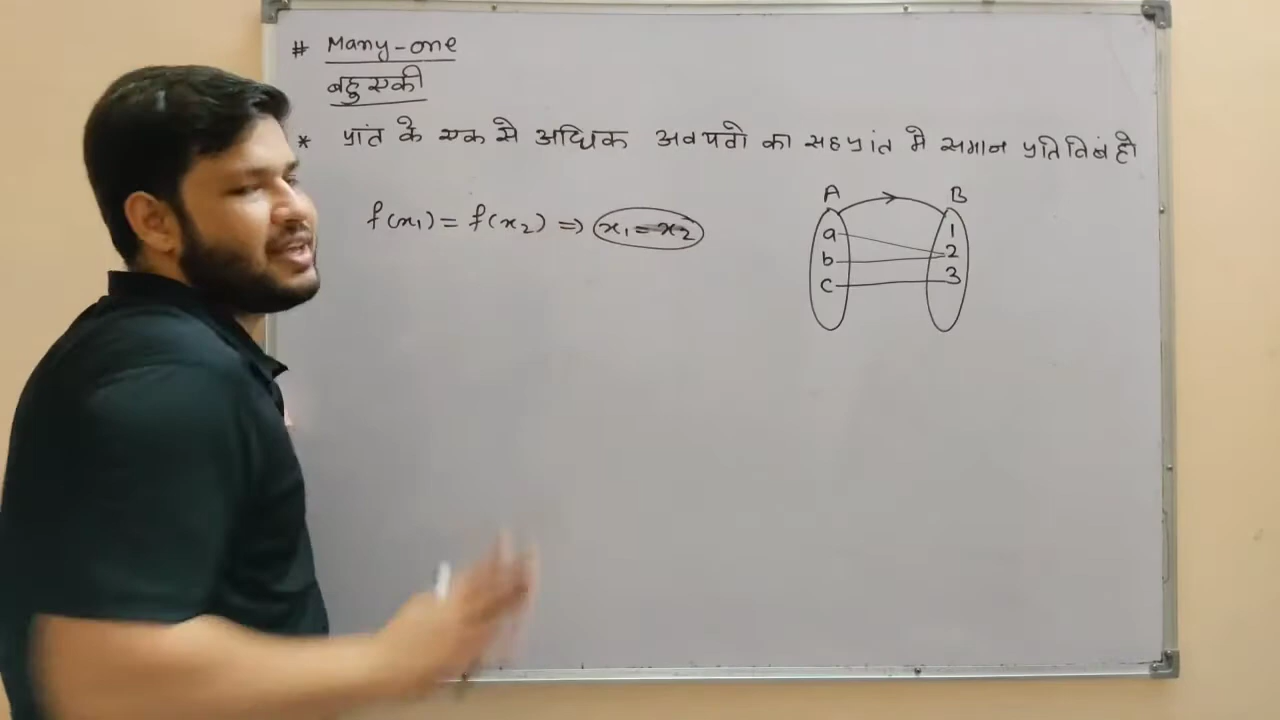 # Many-one
बहुएकी
* प्रांत के एक से अधिक अवयवो का सहप्रांत मे समान प्रतिबिंब हो
f(x₁) = f(x₂) ⇒ x₁ = x₂
A B
a 1
b 2
c 3